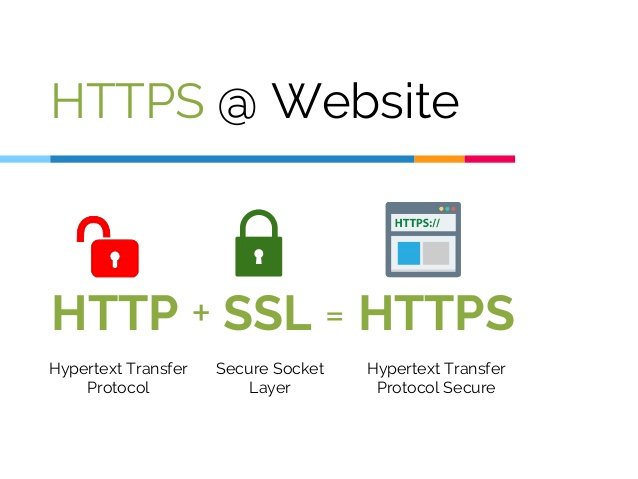 HTTPS @ Website
HTTPS://
HTTP + SSL = HTTPS
Hypertext Transfer Protocol
Secure Socket Layer
Hypertext Transfer Protocol Secure